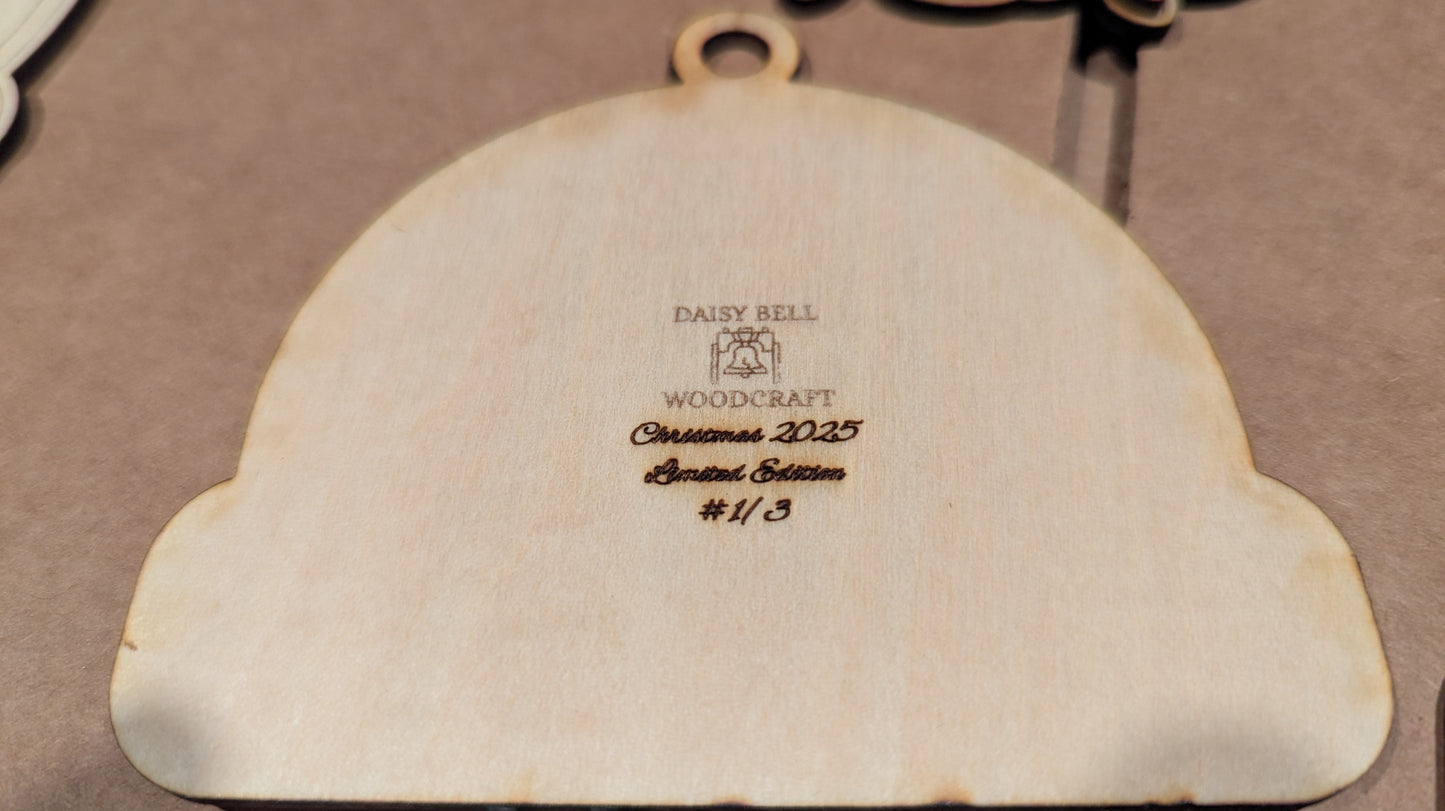 DAISY BELL
WOODCRAFT
Christmas 2025
Limited Edition
#1/3